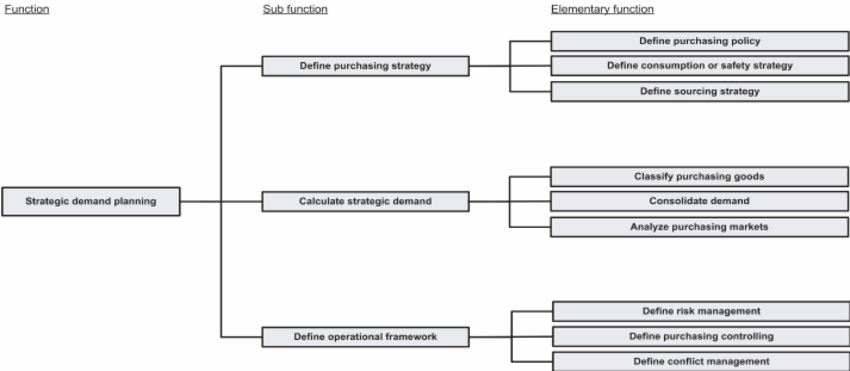 Function
Sub function
Elementary function
Define purchasing policy
Define purchasing strategy
Define consumption or safety strategy
Define sourcing strategy
Classify purchasing goods
Strategic demand planning
Calculate strategic demand
Consolidate demand
Analyze purchasing markets
Define risk management
Define operational framework
Define purchasing controlling
Define conflict management